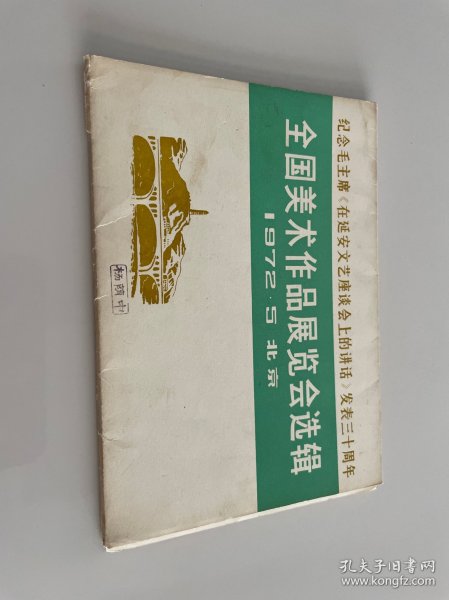 纪念毛主席《在延安文艺座谈会上的讲话》发表三十周年
全国美术作品展览会选辑
1972·5北京
孔夫子旧书网
www.kongfz.com